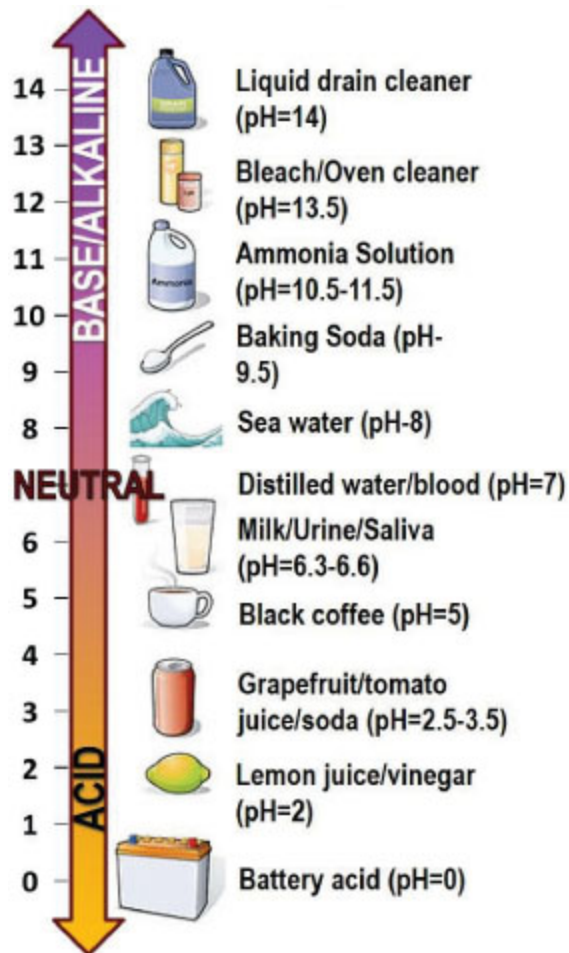 14
Liquid drain cleaner
(pH=14)
13
Bleach/Oven cleaner
12
(pH=13.5)
BASE/ALKALINE
11
Ammonia Solution
Ammonia
(pH=10.5-11.5)
10
Baking Soda (pH-
9
9.5)
8
Sea water (pH-8)
NEUTRAL
Distilled water/blood (pH=7)
Milk/Urine/Saliva
6
(pH=6.3-6.6)
5
Black coffee (pH=5)
4
Grapefruit/tomato
3
juice/soda (pH=2.5-3.5)
2
Lemon juice/vinegar
ACID
(pH=2)
1
0
Battery acid (pH=0)